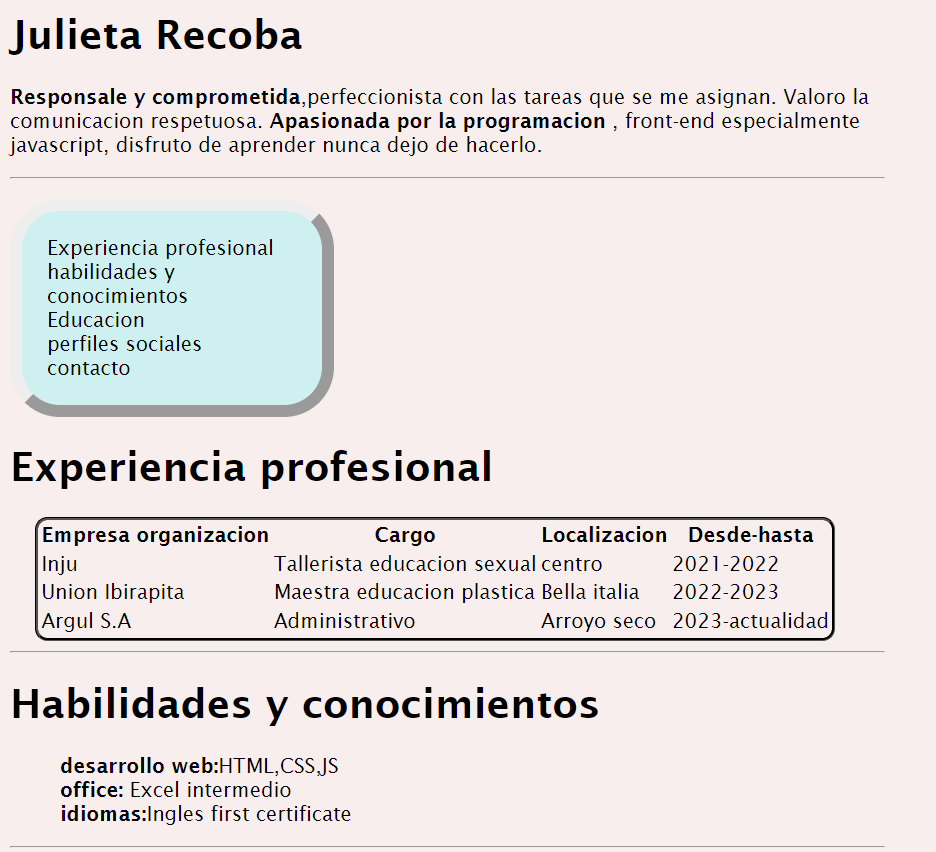 Julieta Recoba
Responsale y comprometida,perfeccionista con las tareas que se me asignan. Valoro la
comunicacion respetuosa. Apasionada por la programacion , front-end especialmente
javascript, disfruto de aprender nunca dejo de hacerlo.
Experiencia profesional
habilidades y
conocimientos
Educacion
perfiles sociales
contacto
Experiencia profesional
Empresa organizacion Cargo Localizacion Desde-hasta
Inju Tallerista educacion sexual centro 2021-2022
Union Ibirapita Maestra educacion plastica Bella italia 2022-2023
Argul S.A Administrativo Arroyo seco 2023-actualidad
Habilidades y conocimientos
desarrollo web:HTML,CSS,JS
office: Excel intermedio
idiomas:Ingles first certificate